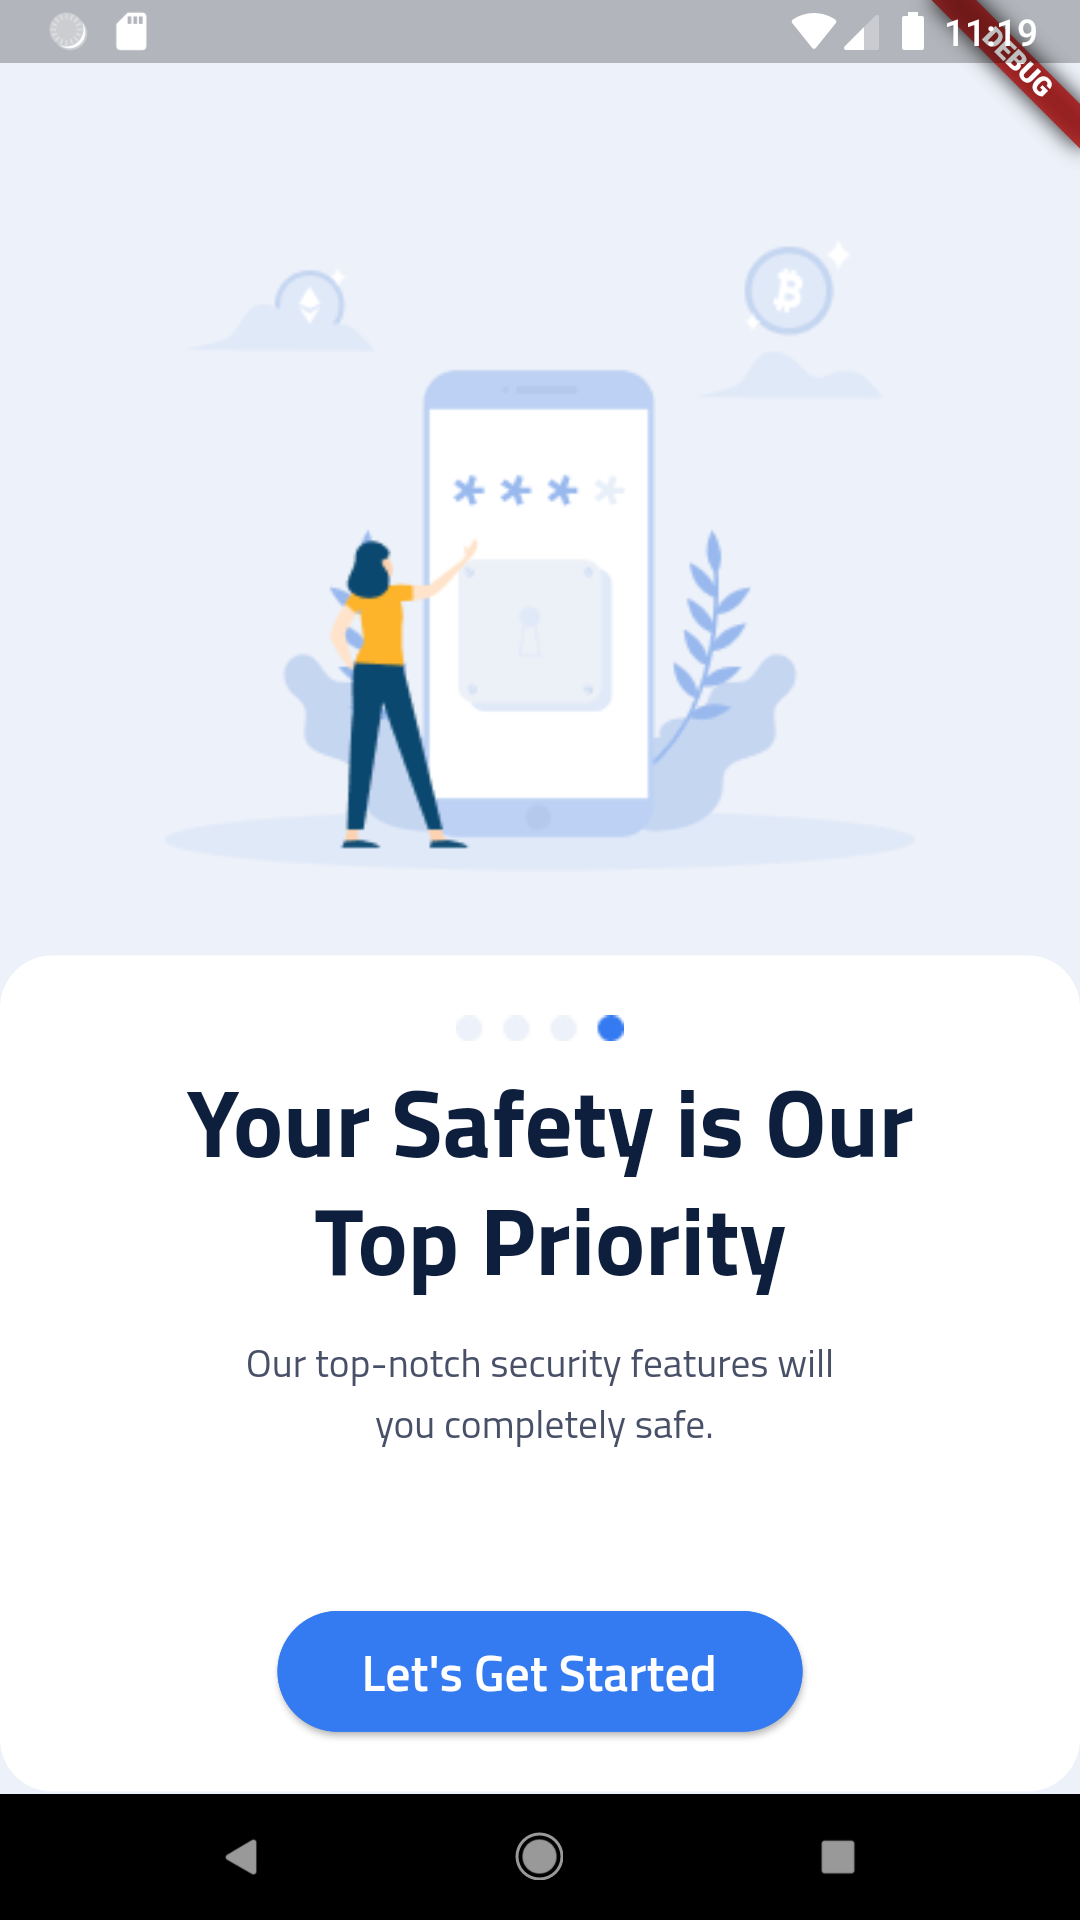 11:19
DEBUG
* * * *
Your Safety is Our
Top Priority
Our top-notch security features will
you completely safe.
Let's Get Started